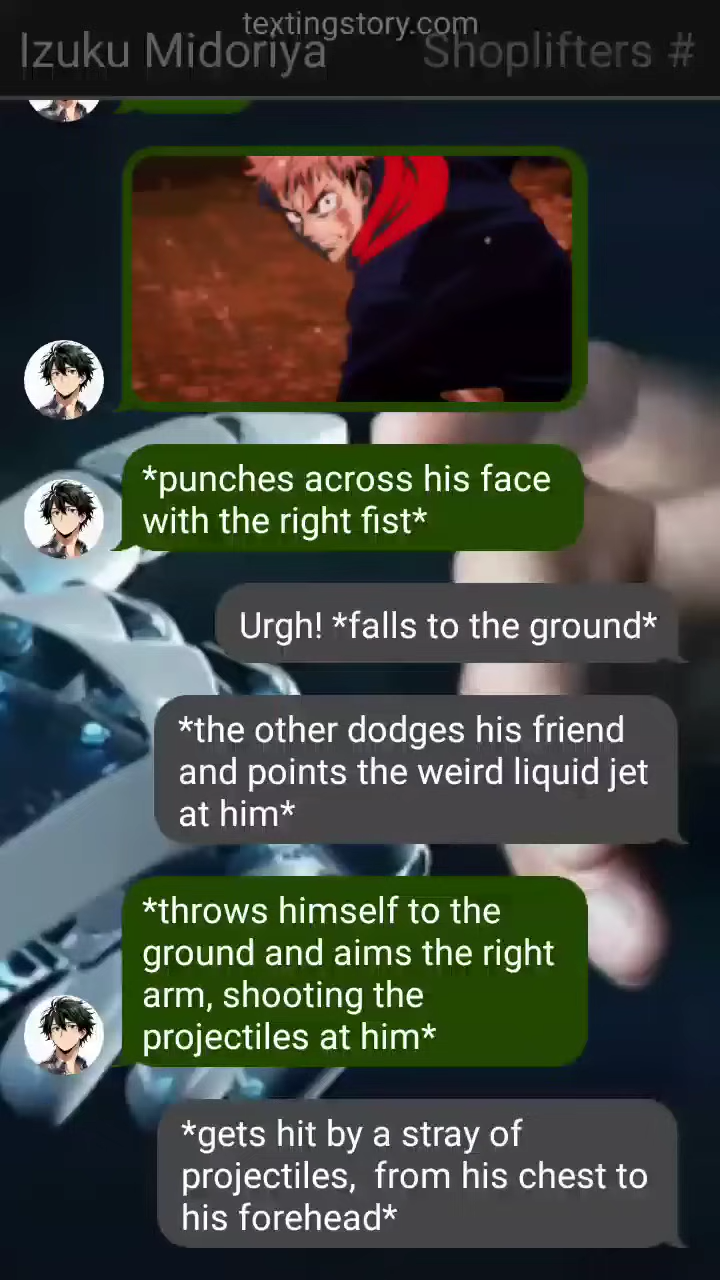 textingstory.com
Izuku Midoriya
Shoplifters #
*punches across his face
with the right fist*
Urgh! *falls to the ground*
*the other dodges his friend
and points the weird liquid jet
at him*
*throws himself to the
ground and aims the right
arm, shooting the
projectiles at him*
*gets hit by a stray of
projectiles,  from his chest to
his forehead*